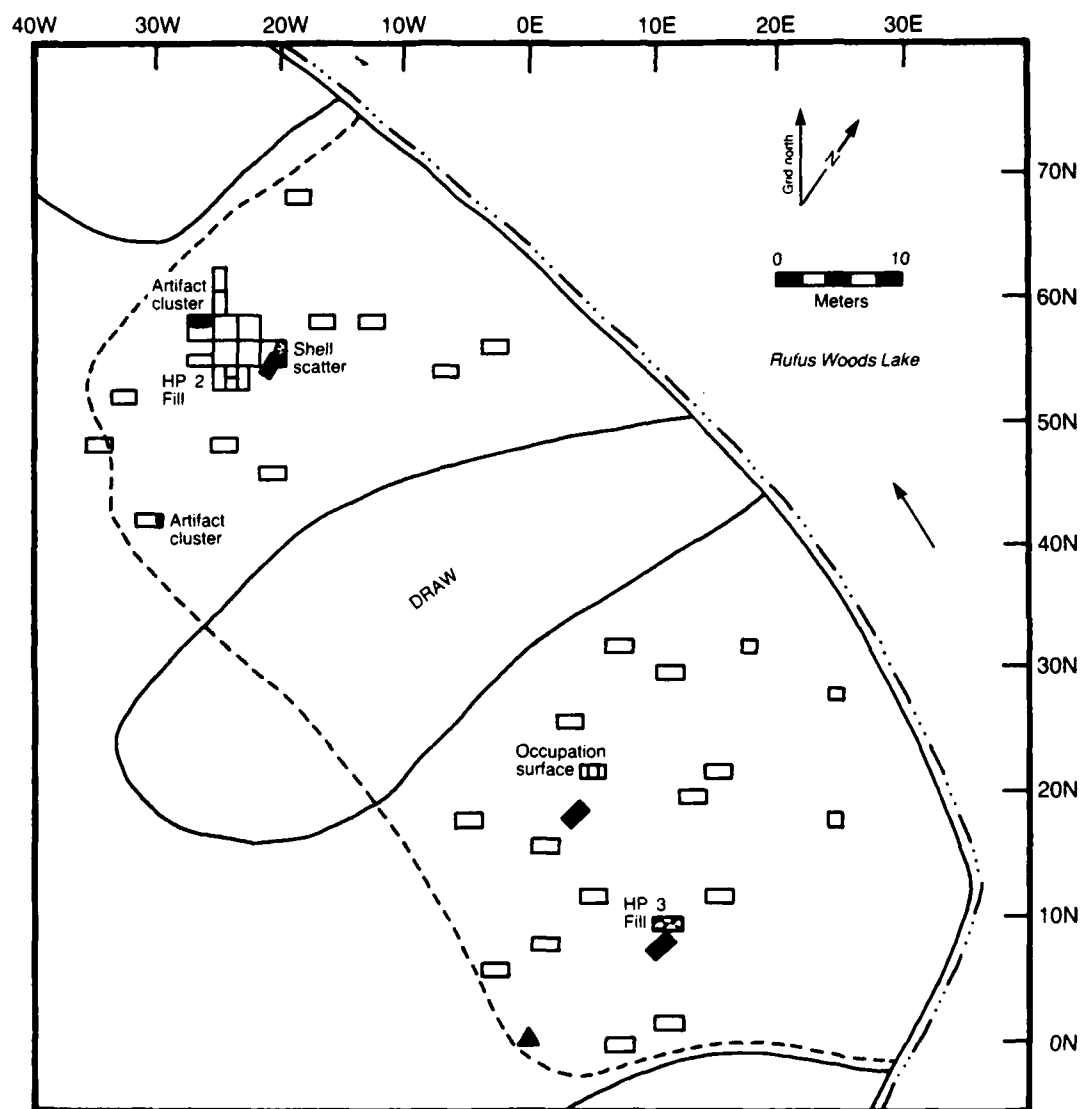 40W 30W 20W 10W 0E 10E 20E 30E
Grid north
N
70N
0 10
Meters
60N
Artifact
cluster
Shell
scatter
Rufus Woods Lake
HP 2
Fill
50N
Artifact
cluster
40N
DRAW
30N
Occupation
surface
20N
HP 3
Fill
10N
0N